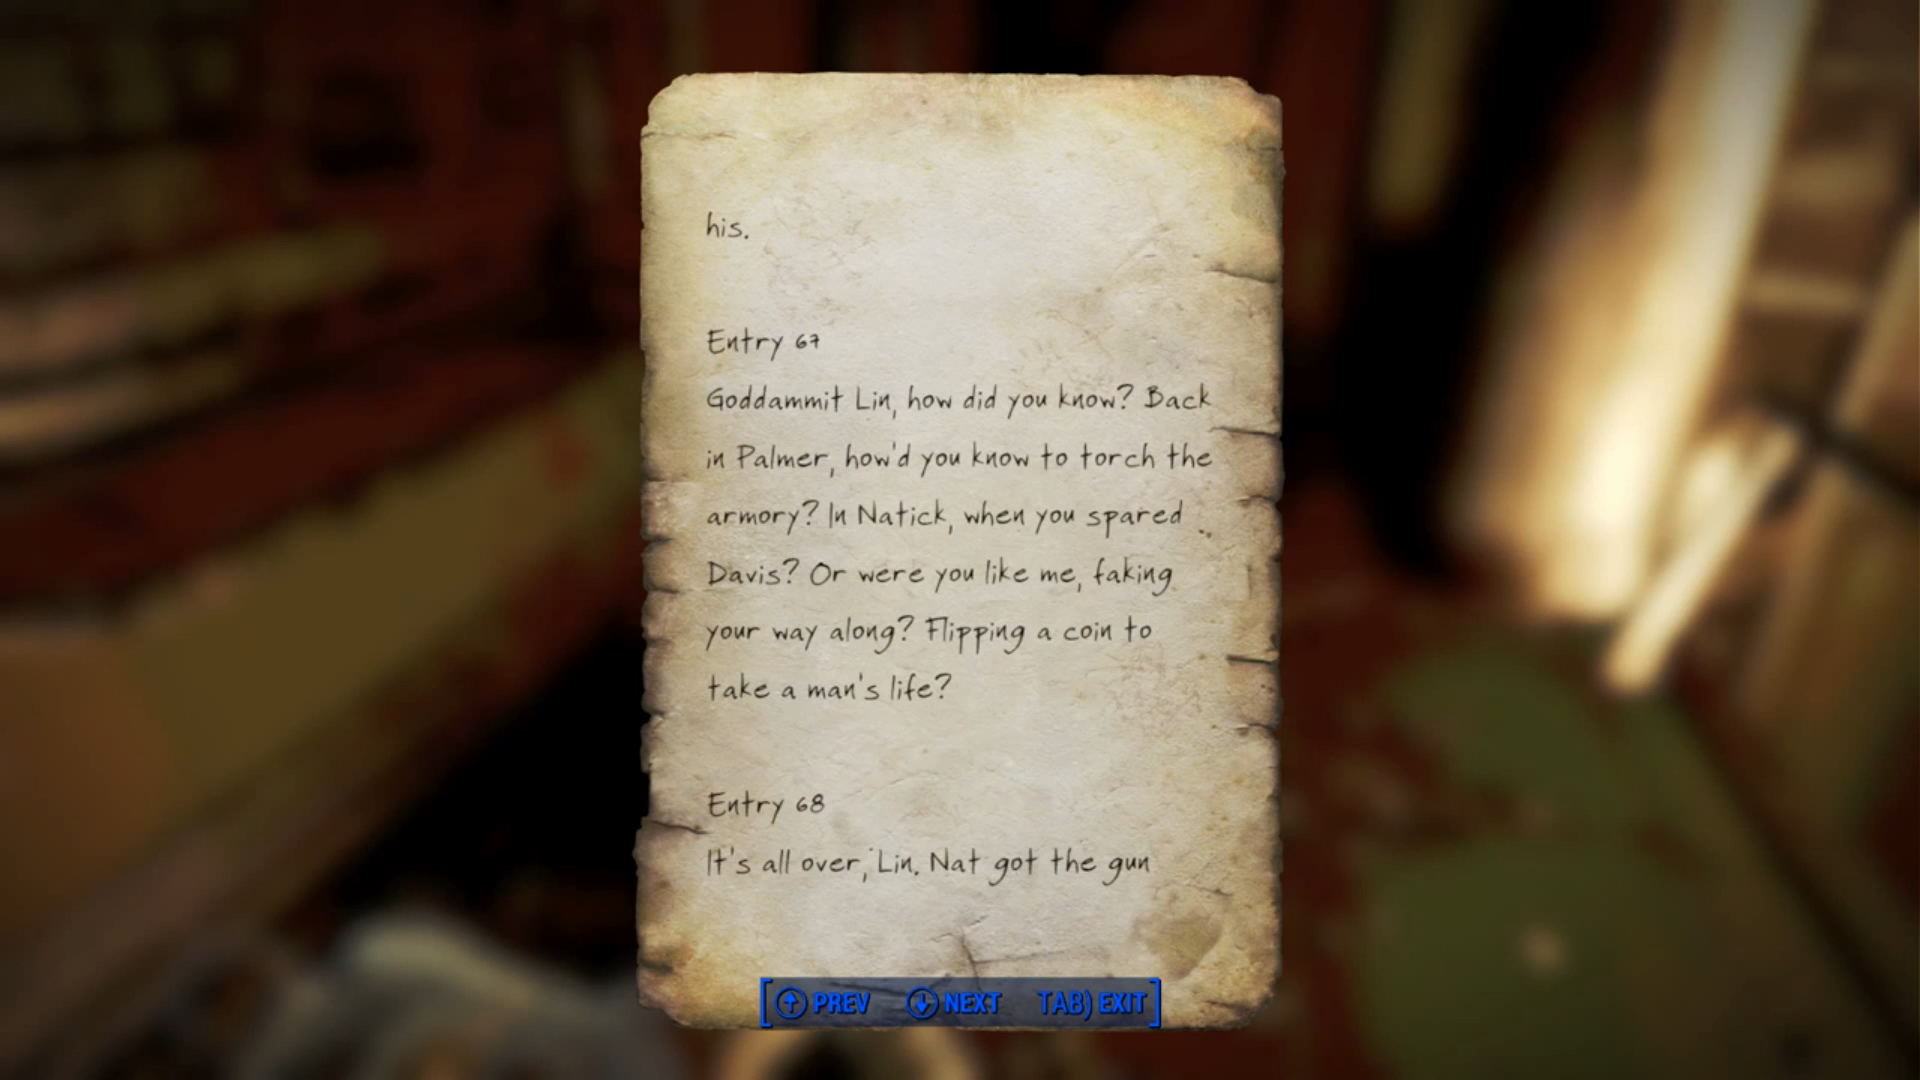 his.
Entry 67
Goddammit Lin, how did you know? Back
in Palmer, how'd you know to torch the
armory? In Natick, when you spared
Davis? Or were you like me, faking
your way along? Flipping a coin to
take a man's life?
Entry 68
It's all over, Lin. Nat got the gun
PREV NEXT TAB) EXIT